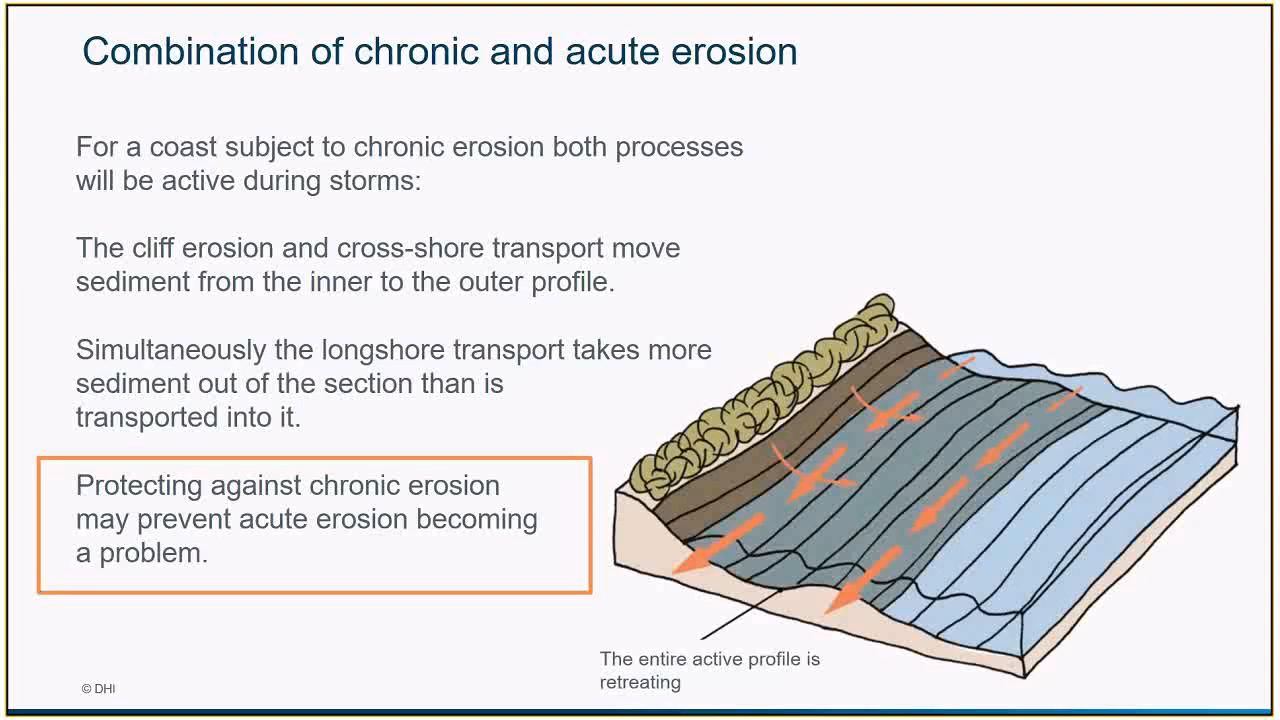 Combination of chronic and acute erosion
For a coast subject to chronic erosion both processes
will be active during storms:
The cliff erosion and cross-shore transport move
sediment from the inner to the outer profile.
Simultaneously the longshore transport takes more
sediment out of the section than is
transported into it.
Protecting against chronic erosion
may prevent acute erosion becoming
a problem.
The entire active profile is
retreating
© DHI